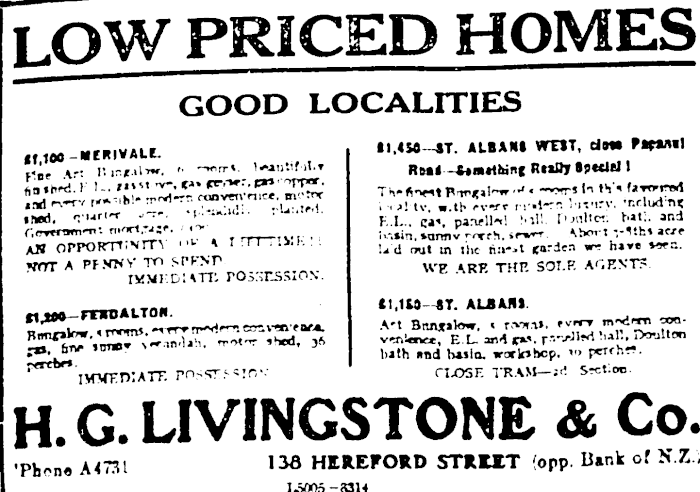 LOW PRICED HOMES
GOOD LOCALITIES
£1,100—MERIVALE.
Fine Art Bungalow, 6 rooms, beautifully
finished, E.L., gas stove, gas geyser, gas copper,
and every possible modern convenience, motor
shed, quarter acre, splendidly planted.
Government mortgage,
AN OPPORTUNITY OF A LIFETIME!!
NOT A PENNY TO SPEND.
IMMEDIATE POSSESSION.
£1,200—FENDALTON.
Bungalow, rooms, every modern convenience,
gas, fine sunny verandah, motor shed, 36
perches.
IMMEDIATE POSSESSION
£1,450—ST. ALBANS WEST, close Papanui
Road—Something Really Special!
The finest Bungalow of rooms in this favoured
locality, with every modern luxury, including
E.L., gas, panelled hall, Doulton bath and
basin, sunny porch, sewer. About acre
laid out in the finest garden we have seen.
WE ARE THE SOLE AGENTS.
£1,150—ST. ALBANS.
Art Bungalow, rooms, every modern con-
venience, E.L. and gas, panelled hall, Doulton
bath and basin, workshop, perches.
CLOSE TRAM—2d Section.
H. G. LIVINGSTONE & Co.
'Phone A4731
138 HEREFORD STREET (opp. Bank of N.Z.)
L5005—8314